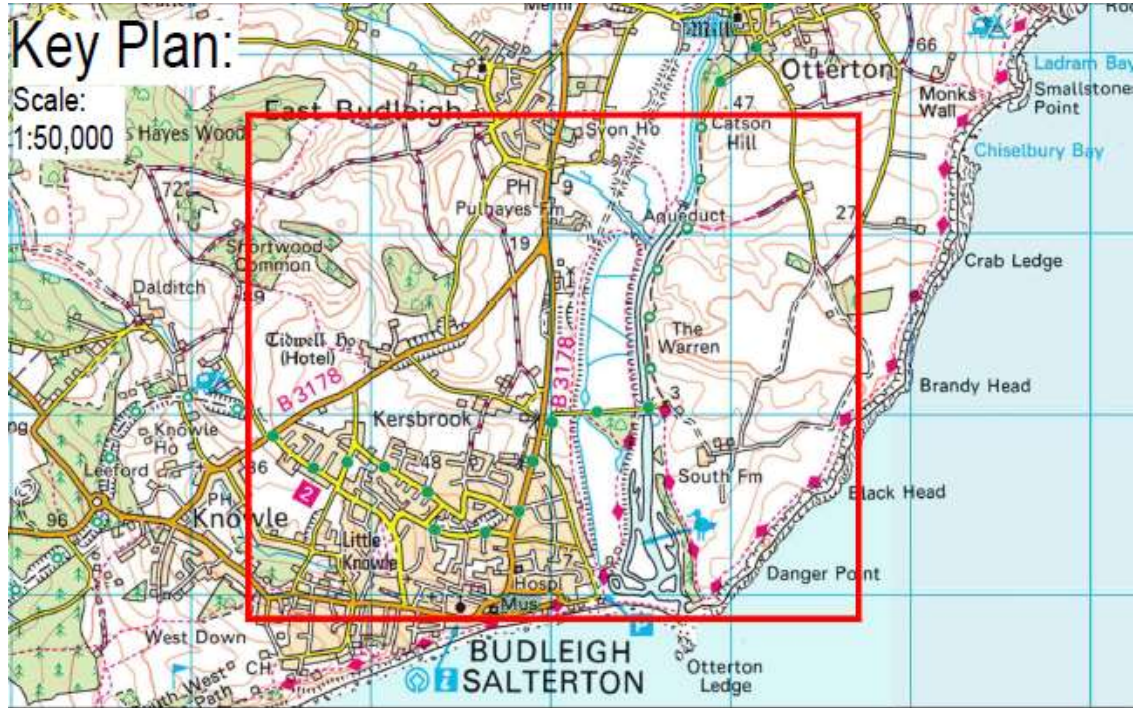 Key Plan:
Scale:
1:50,000
Mill
Otterton
66
Ladram Bay
Smallstones
Point
Monks
Wall
East Budleigh
47
Hayes Wood
Syon Ho
Catson
Hill
Chiselbury Bay
72
PH
9
Pulhayes Fm
Aqueduct
27
19
Shortwood
Common
Crab Ledge
Dalditch
The
Warren
Tidwell Ho
(Hotel)
B3178
B3178
Brandy Head
3
Kersbrook
Knowle
Ho
86
48
South Fm
Leeford
2
Black Head
PH
96
Knowle
Little
Knowle
7
Danger Point
Hospl
Mus
West Down
BUDLEIGH
SALTERTON
P
CH
i
Otterton
Ledge
South West
Path